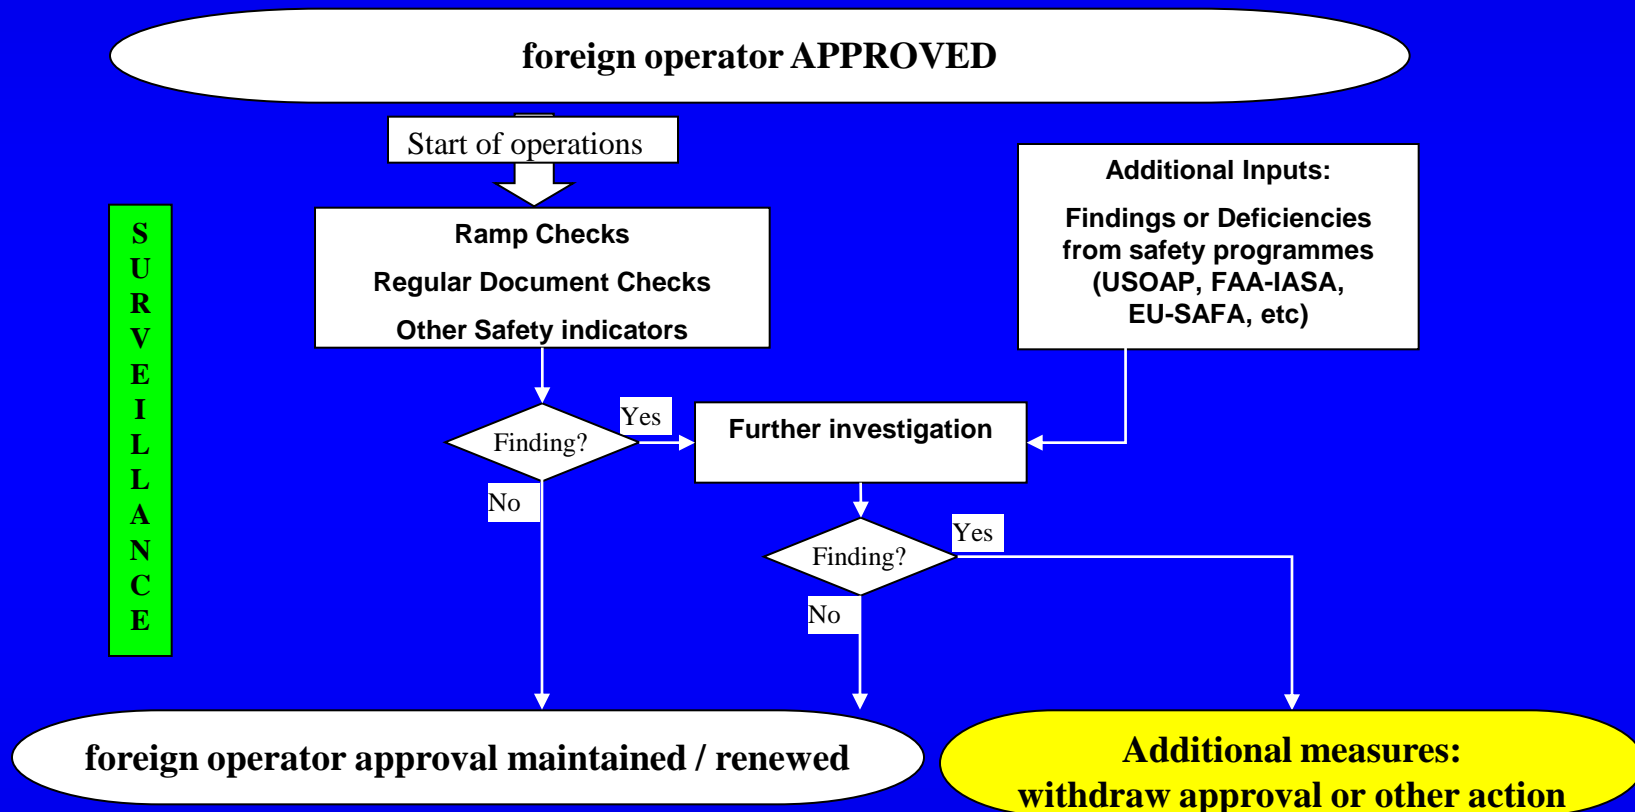 foreign operator APPROVED
Start of operations
Additional Inputs:
Findings or Deficiencies
from safety programmes
(USOAP, FAA-IASA,
EU-SAFA, etc)
S
U
R
V
E
I
L
L
A
N
C
E
Ramp Checks
Regular Document Checks
Other Safety indicators
Finding?
Yes
Further investigation
No
Finding?
Yes
No
foreign operator approval maintained / renewed
Additional measures:
withdraw approval or other action